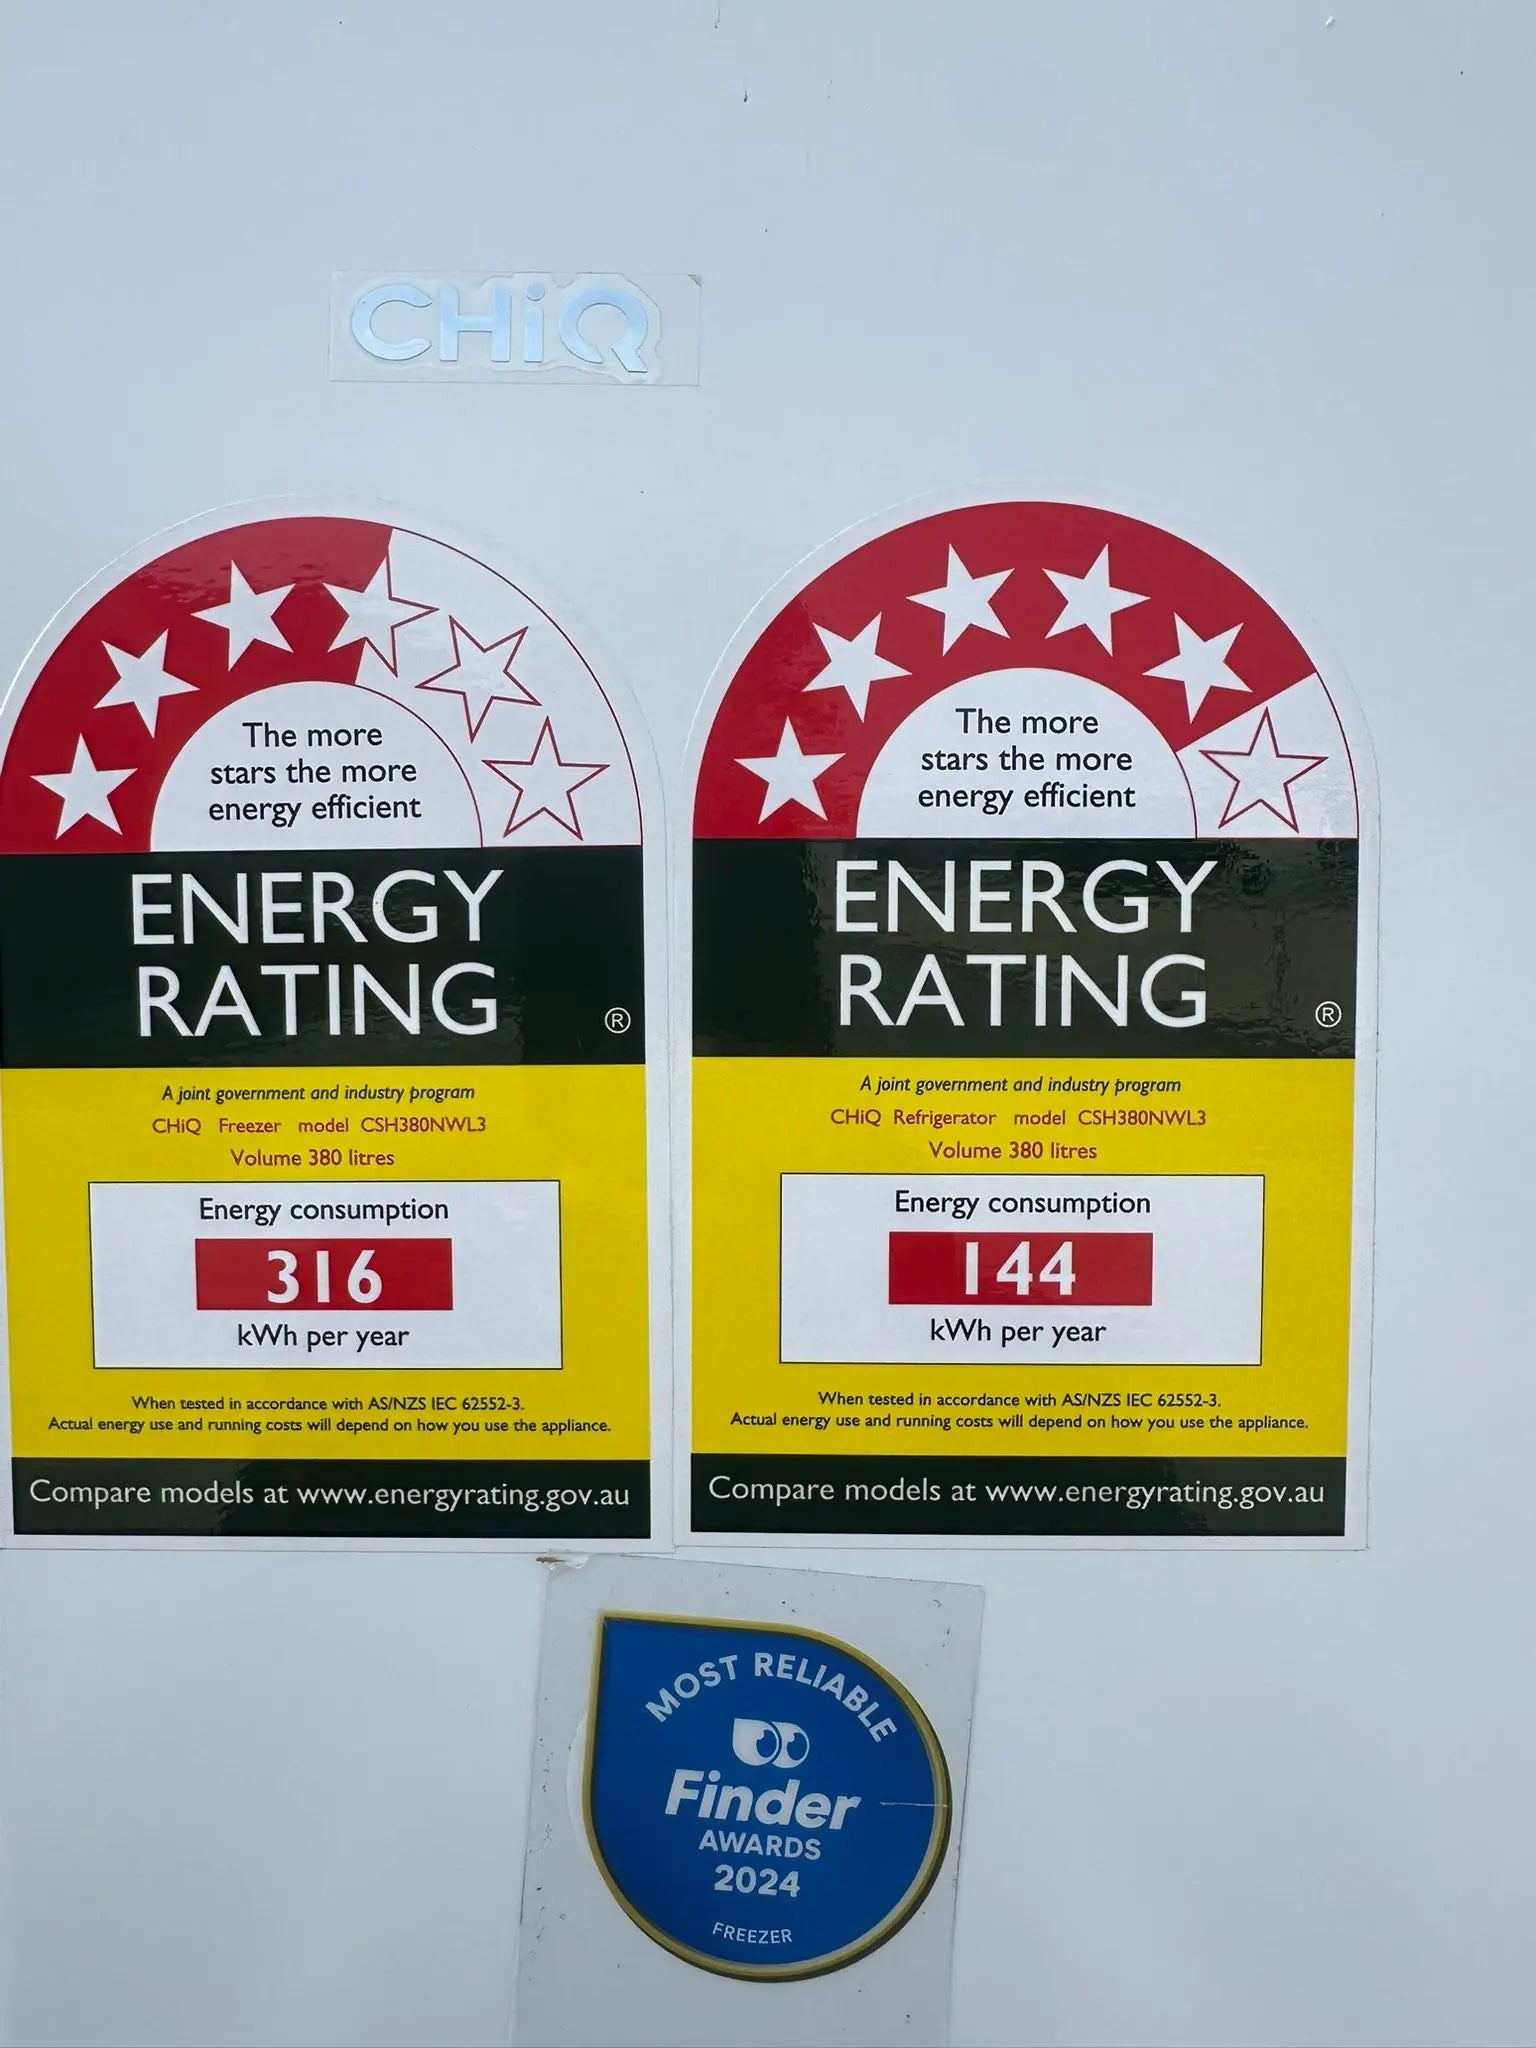 CHiQ
The more
stars the more
energy efficient
ENERGY
RATING
®
A joint government and industry program
CHiQ Freezer model CSH380NWL3
Volume 380 litres
Energy consumption
316
kWh per year
When tested in accordance with AS/NZS IEC 62552-3.
Actual energy use and running costs will depend on how you use the appliance.
Compare models at www.energyrating.gov.au
The more
stars the more
energy efficient
ENERGY
RATING
®
A joint government and industry program
CHiQ Refrigerator model CSH380NWL3
Volume 380 litres
Energy consumption
144
kWh per year
When tested in accordance with AS/NZS IEC 62552-3.
Actual energy use and running costs will depend on how you use the appliance.
Compare models at www.energyrating.gov.au
MOST RELIABLE
Finder
AWARDS
2024
FREEZER